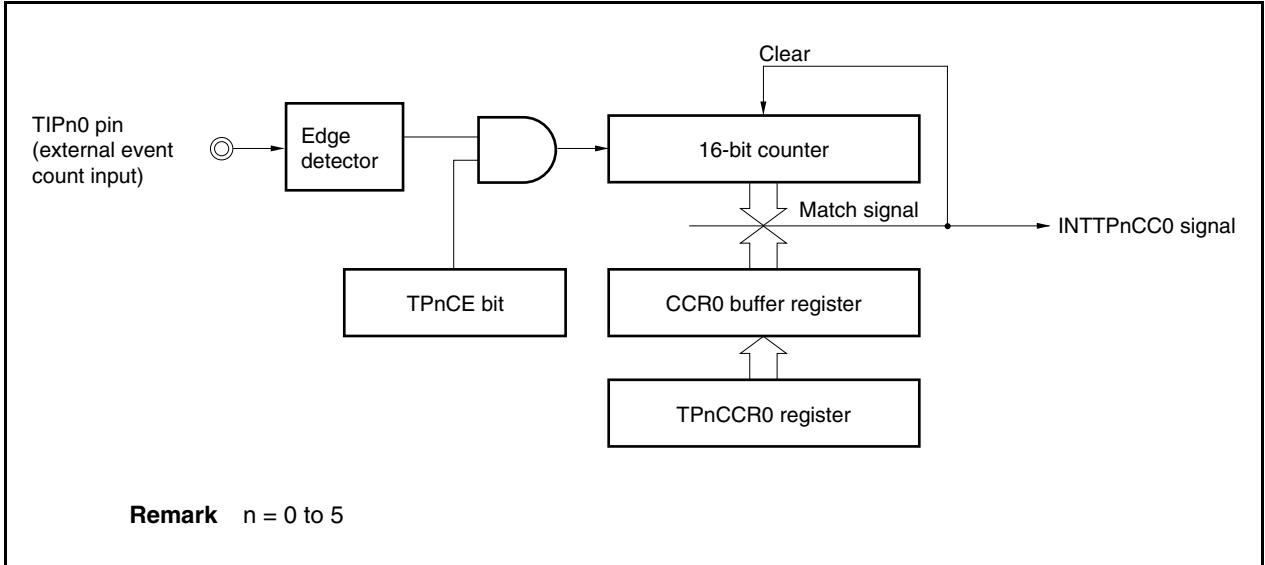 Clear
TIPn0 pin
(external event
count input)
Edge
detector
16-bit counter
Match signal
INTTPnCC0 signal
TPnCE bit
CCR0 buffer register
TPnCCR0 register
Remark n = 0 to 5